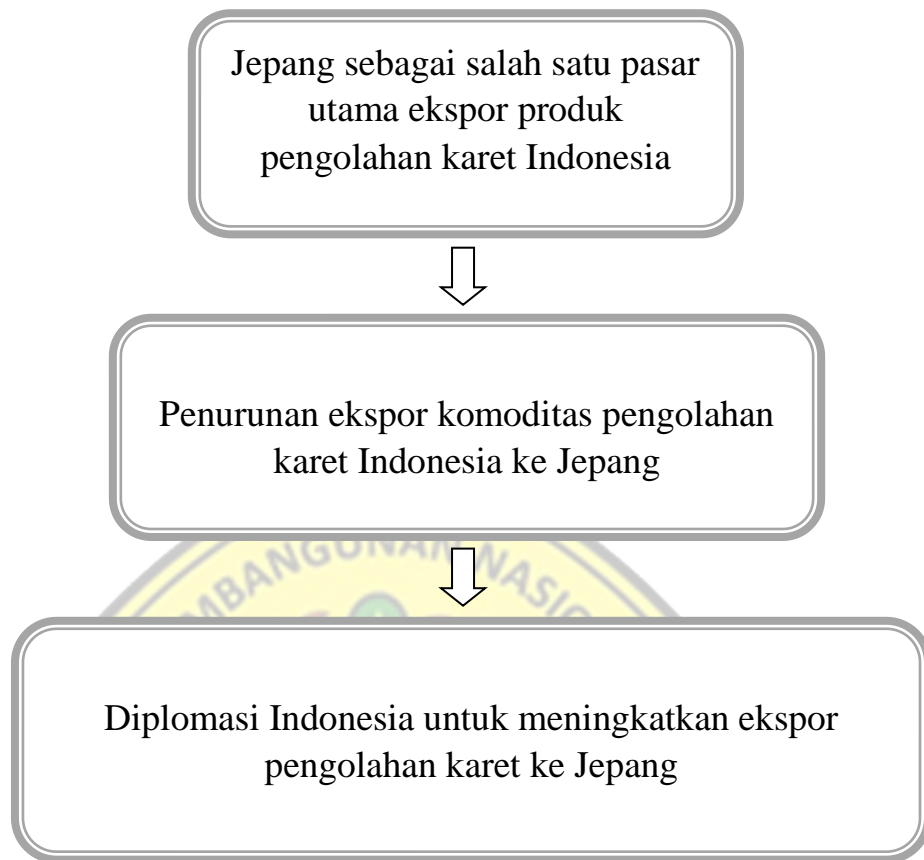 Jepang sebagai salah satu pasar
utama ekspor produk
pengolahan karet Indonesia
Penurunan ekspor komoditas pengolahan
karet Indonesia ke Jepang
Diplomasi Indonesia untuk meningkatkan ekspor
pengolahan karet ke Jepang